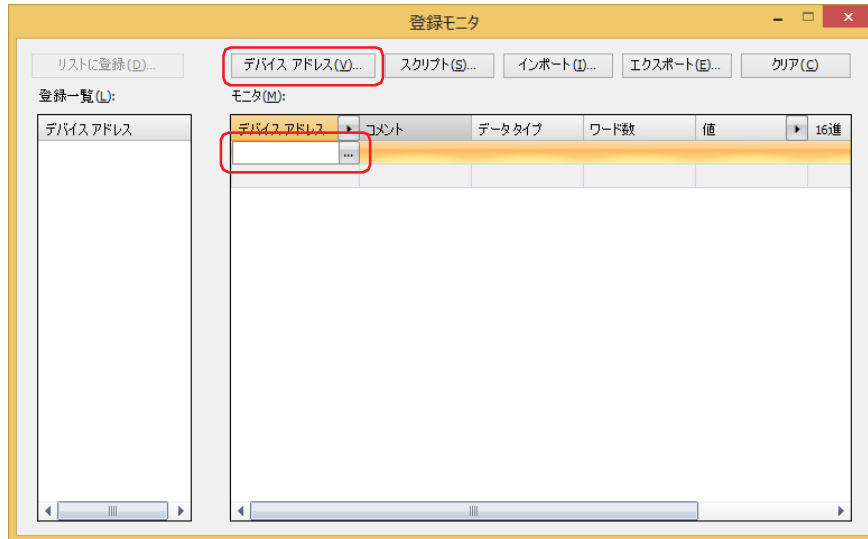 登録モニタ
リストに登録(D)... デバイス アドレス(V)... スクリプト(S)... インポート(I)... エクスポート(E)... クリア(C)
登録一覧(L): モニタ(M):
デバイス アドレス デバイス アドレス コメント データ タイプ ワード数 値 16進
...